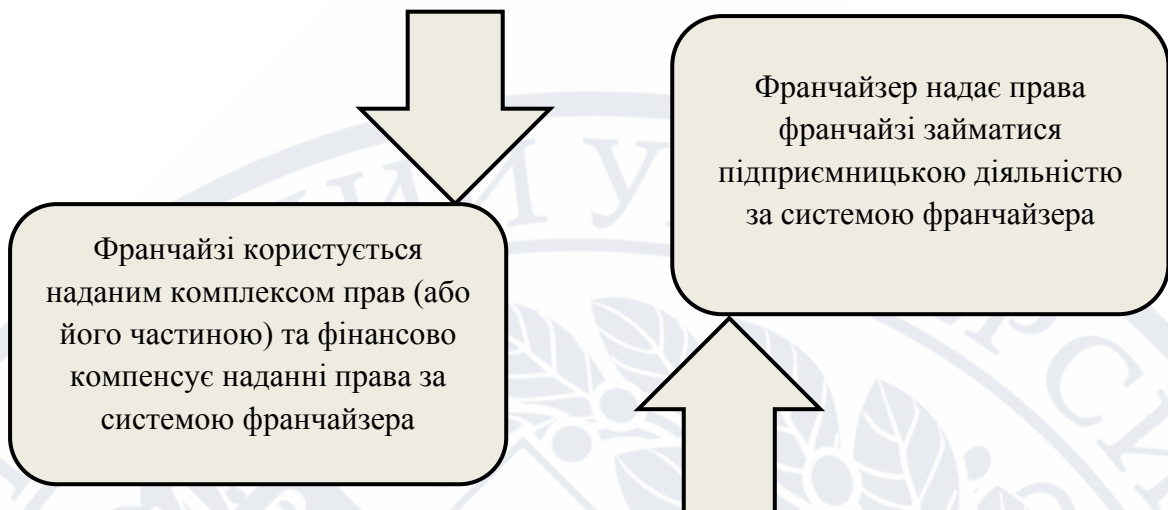 Франчайзер надає права
франчайзі займатися
підприємницькою діяльністю
за системою франчайзера
Франчайзі користується
наданим комплексом прав (або
його частиною) та фінансово
компенсує наданні права за
системою франчайзера